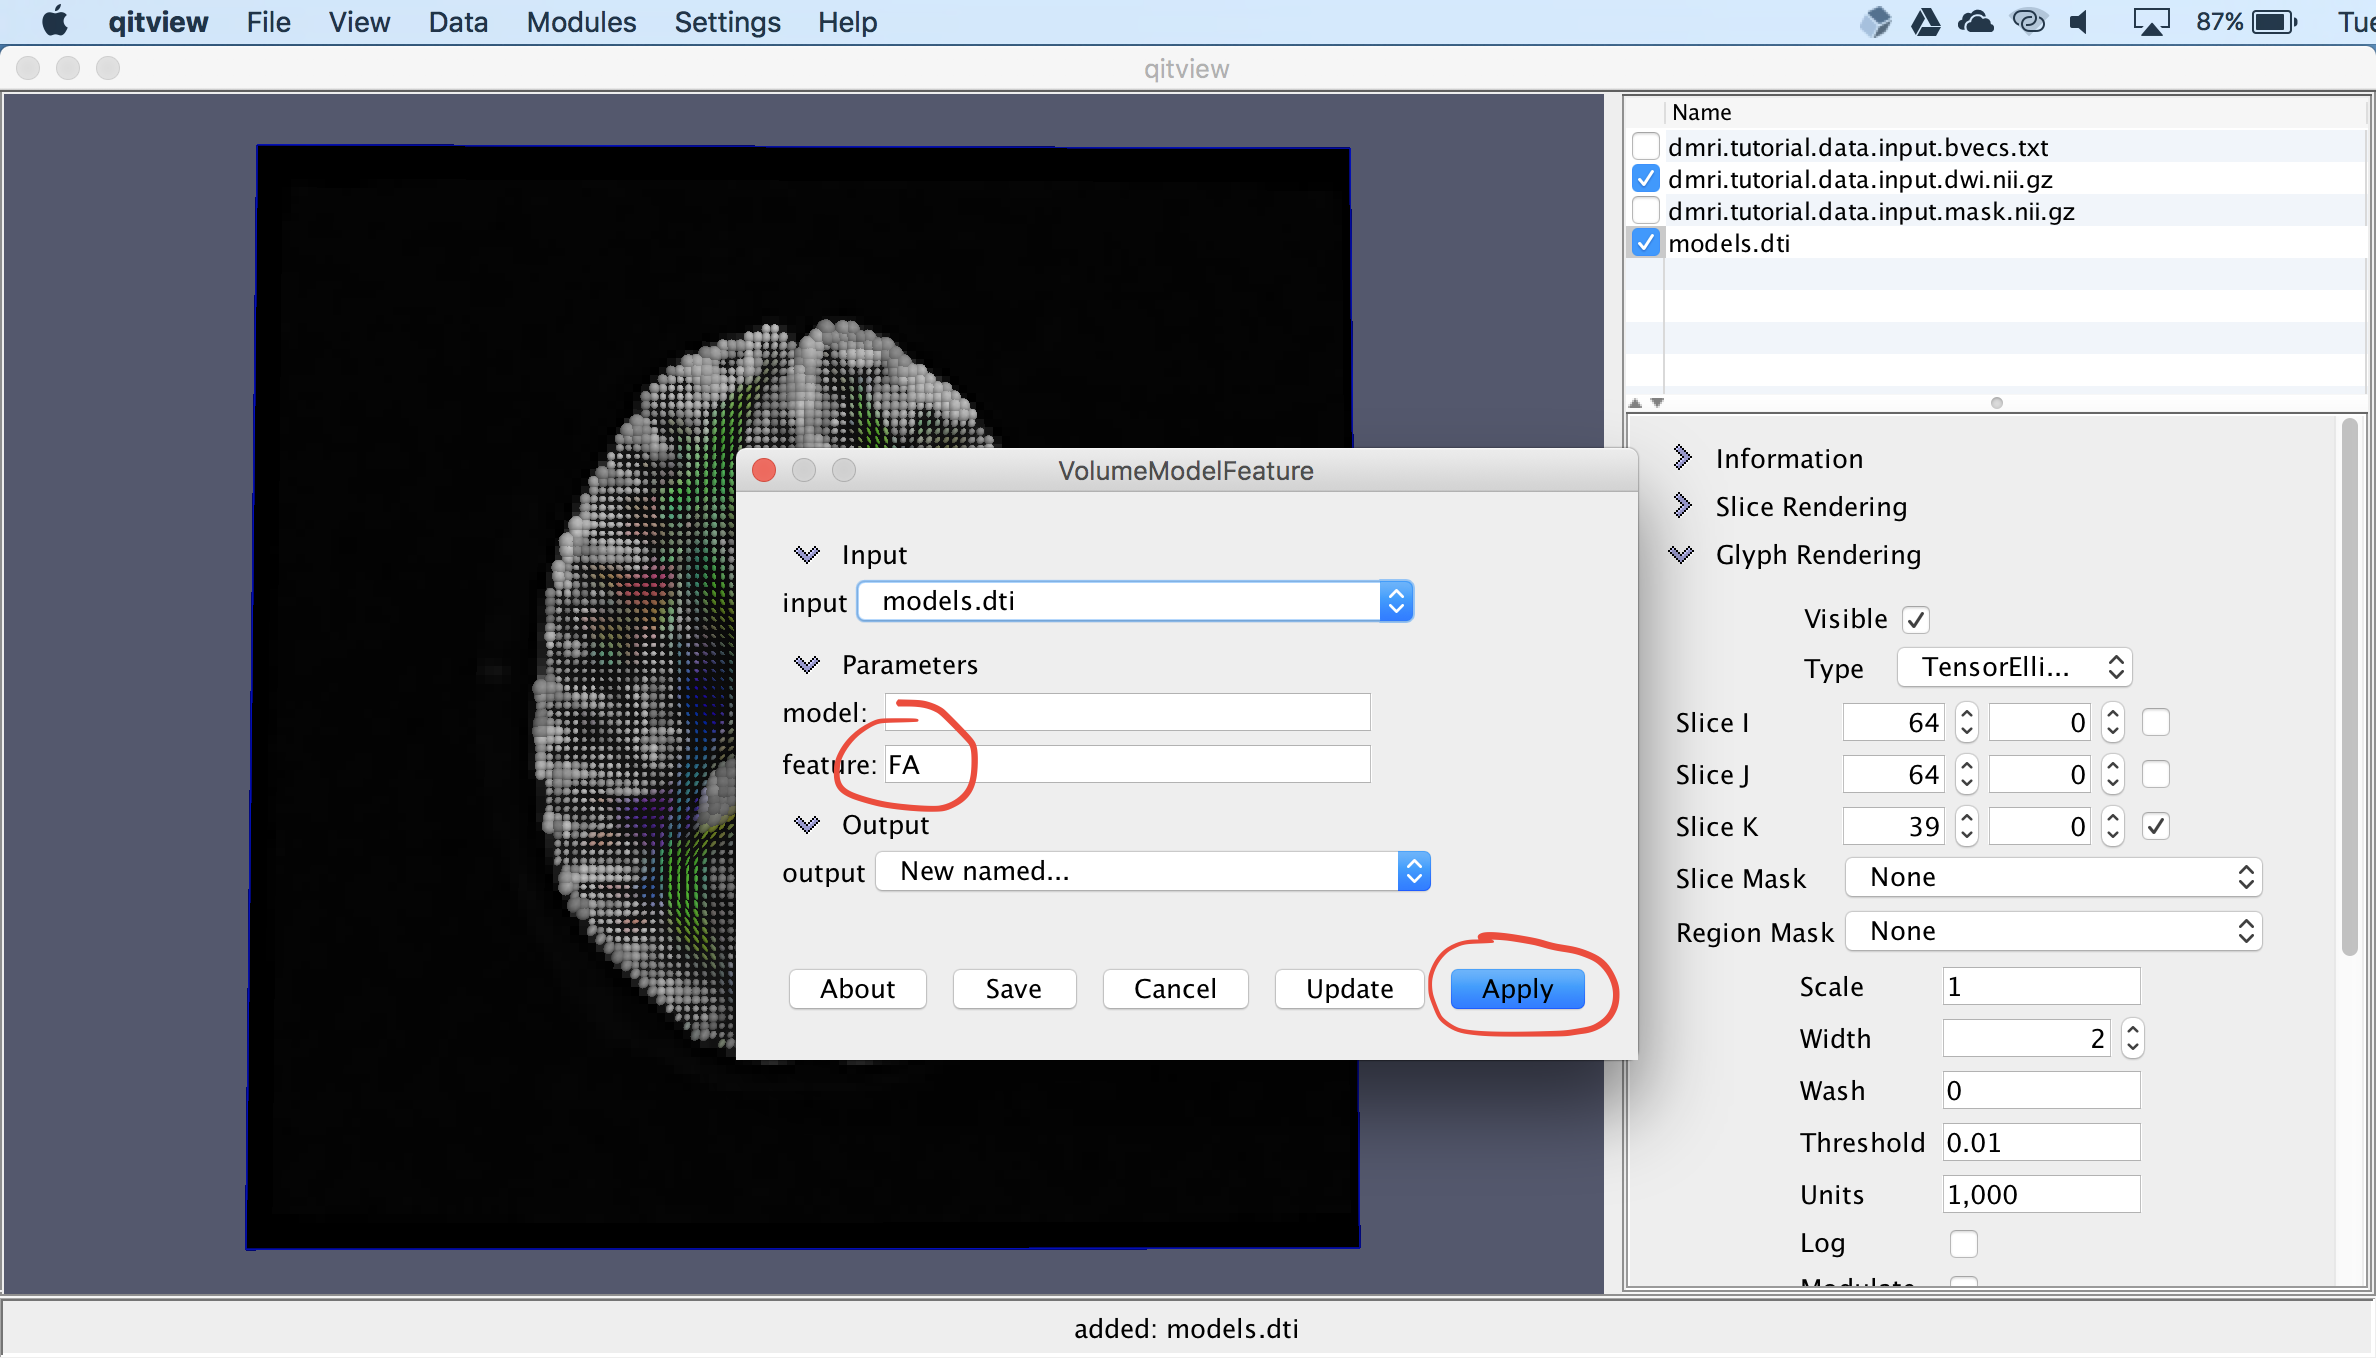 qitview File View Data Modules Settings Help 87% Tue
qitview
Name
dmri.tutorial.data.input.bvecs.txt
dmri.tutorial.data.input.dwi.nii.gz
dmri.tutorial.data.input.mask.nii.gz
models.dti
VolumeModelFeature
Input
input models.dti
Parameters
model:
feature: FA
Output
output New named...
About Save Cancel Update Apply
Information
Slice Rendering
Glyph Rendering
Visible
Type TensorElli...
Slice I 64 0
Slice J 64 0
Slice K 39 0
Slice Mask None
Region Mask None
Scale 1
Width 2
Wash 0
Threshold 0.01
Units 1,000
Log
Modulate
added: models.dti